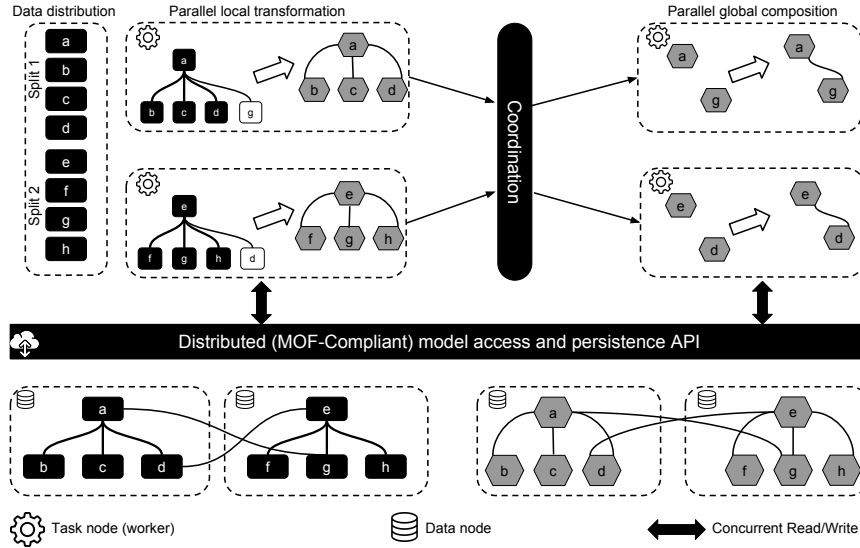 Data distribution
Parallel local transformation
Parallel global composition
Split 1
a
b
c
d
Split 2
e
f
g
h
a
b
c
d
g
a
b
c
d
e
f
g
h
d
e
f
g
h
Coordination
a
g
a
g
e
d
e
d
Distributed (MOF-Compliant) model access and persistence API
a
b
c
d
e
f
g
h
a
b
c
d
e
f
g
h
Task node (worker)
Data node
Concurrent Read/Write